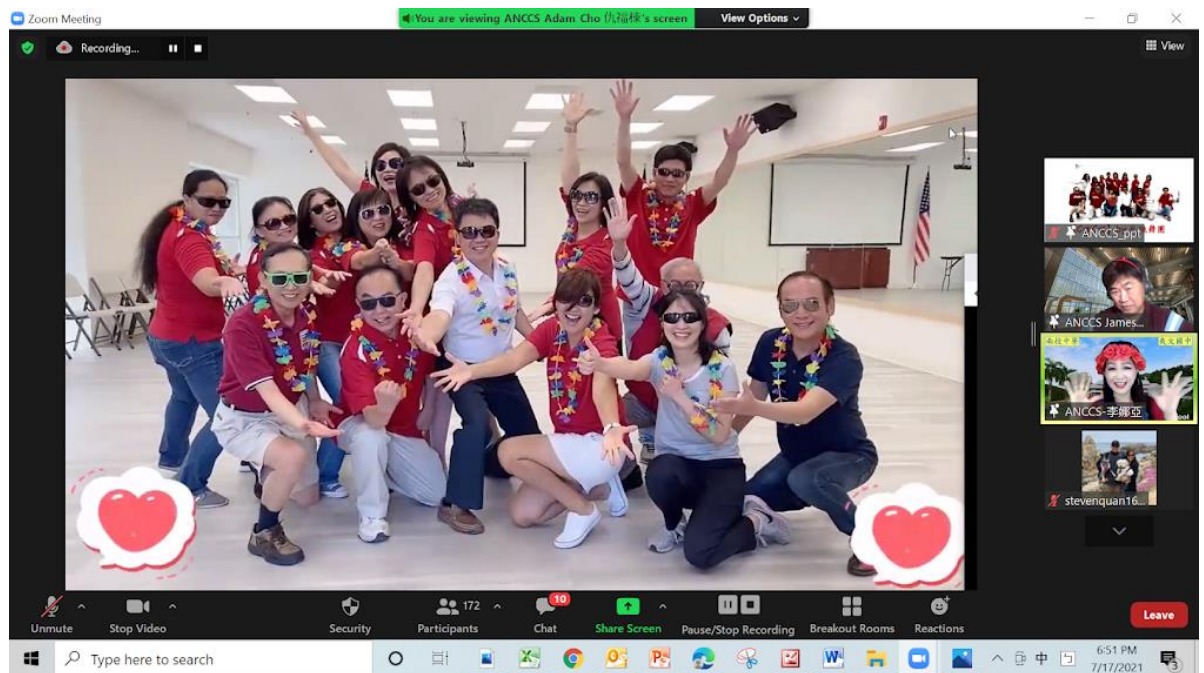 Zoom Meeting
You are viewing ANCCS Adam Cho 仇福棟's screen
View Options
Recording...
View
ANCCS_ppt
ANCCS James...
ANCCS-李娜亞
stevenquan16...
Unmute
Stop Video
Security
172
Participants
10
Chat
Share Screen
Pause/Stop Recording
Breakout Rooms
Reactions
Leave
Type here to search
中
6:51 PM
7/17/2021
3